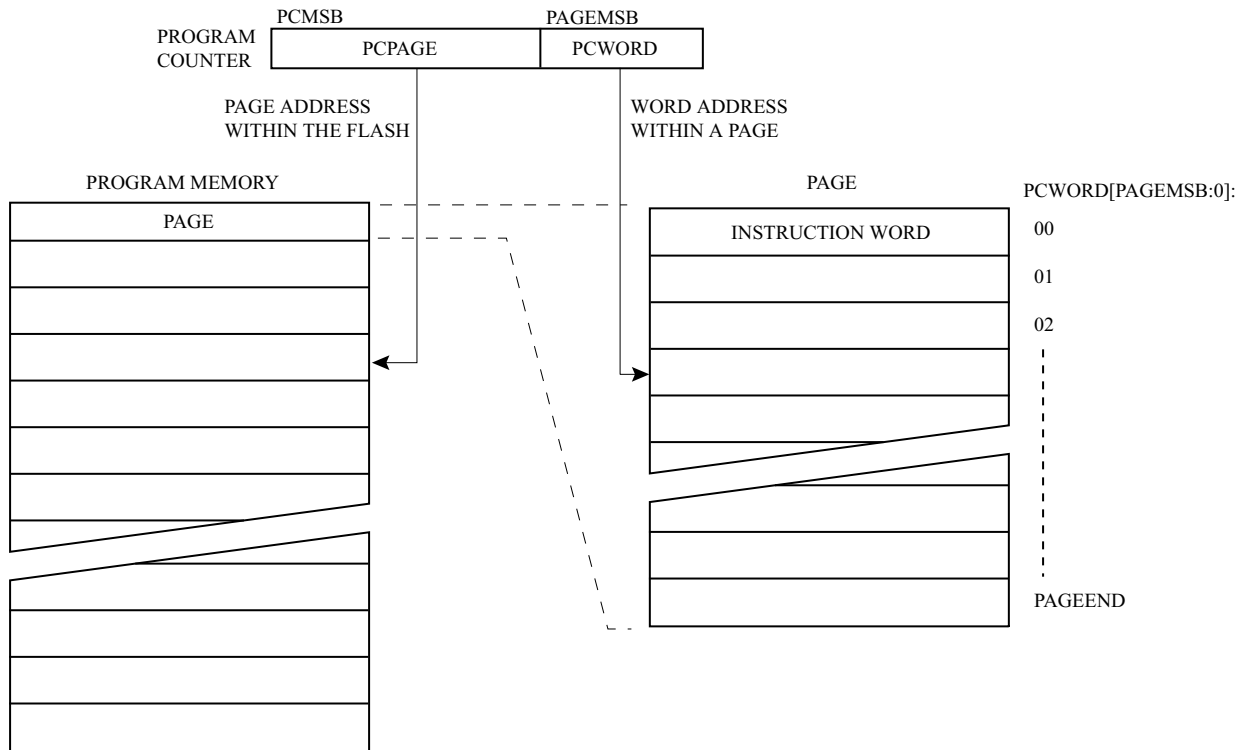 PCMSB
PAGEMSB
PROGRAM
COUNTER
PCPAGE
PCWORD
PAGE ADDRESS
WITHIN THE FLASH
WORD ADDRESS
WITHIN A PAGE
PROGRAM MEMORY
PAGE
PAGE
PCWORD[PAGEMSB:0]:
INSTRUCTION WORD
00
01
02
PAGEEND